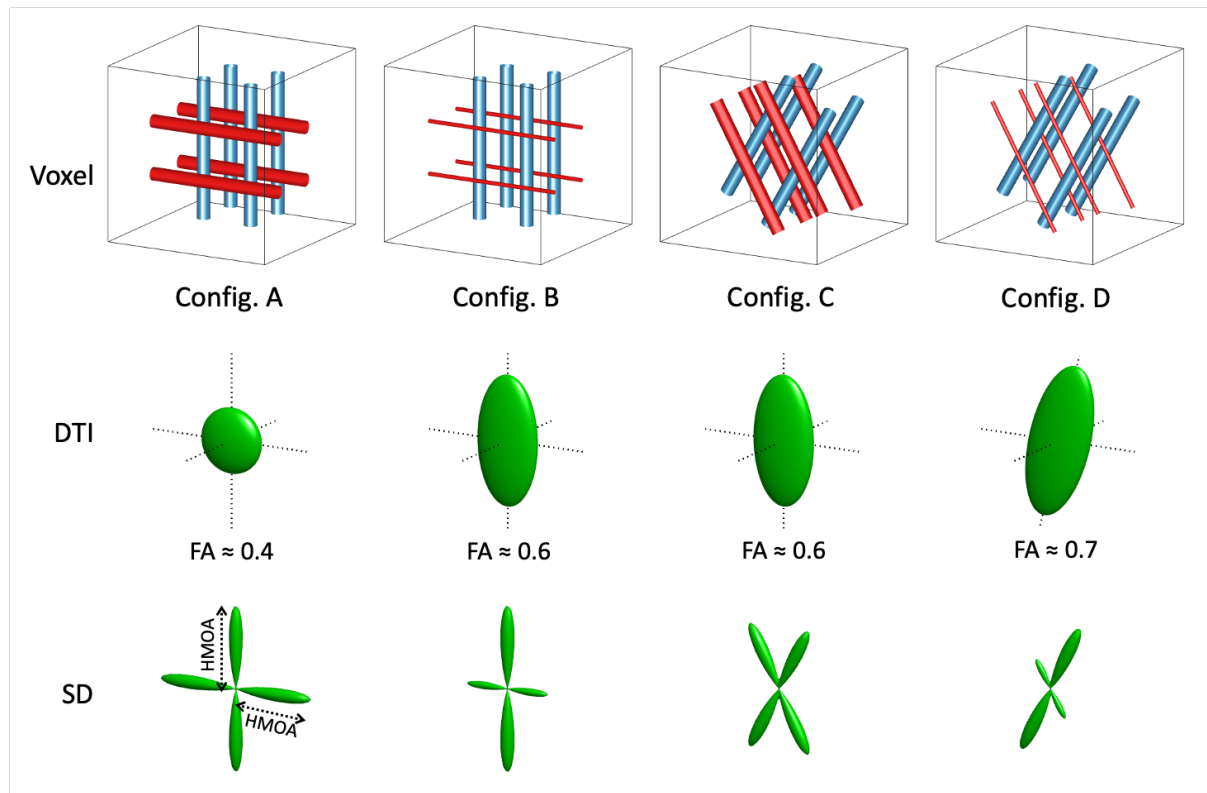 Voxel
Config. A
Config. B
Config. C
Config. D
DTI
FA ≈ 0.4
FA ≈ 0.6
FA ≈ 0.6
FA ≈ 0.7
SD
HMOA
HMOA